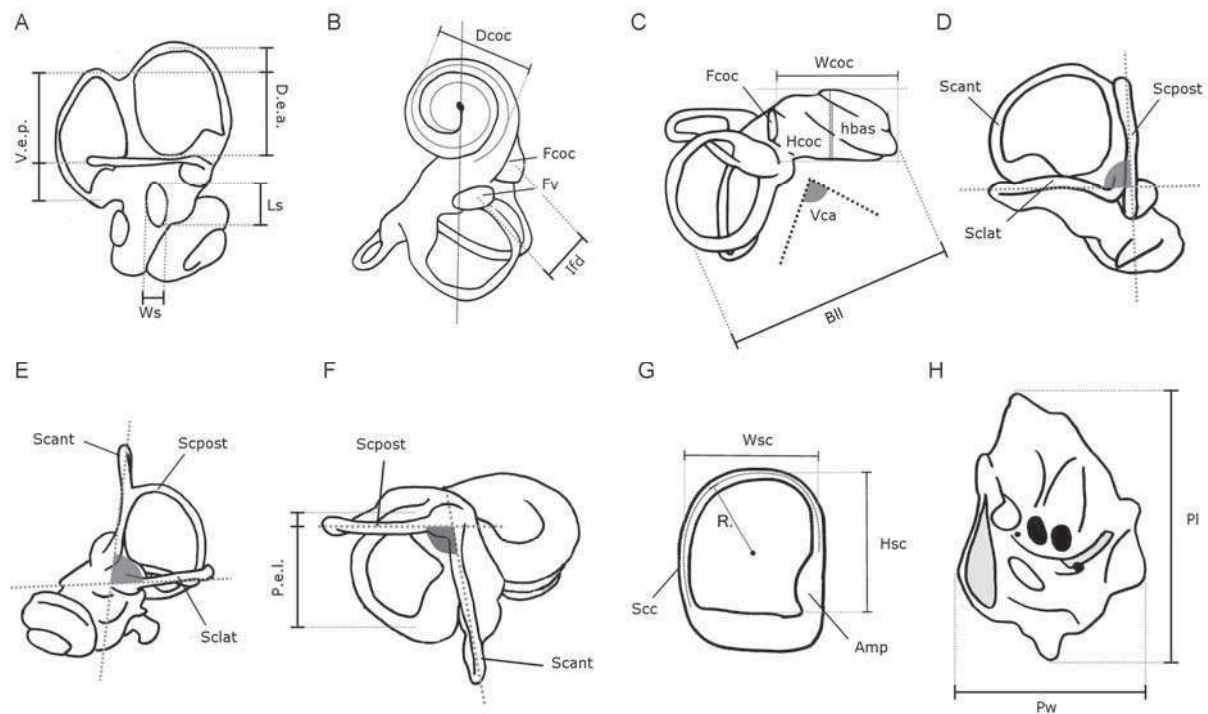 A
V.e.p.
D.e.a.
Ls
Ws
B
Dcoc
Fcoc
Fv
Ifd
C
Wcoc
Fcoc
Hcoc
hbas
Vca
Bll
D
Scant
Scpost
Sclat
E
Scant
Scpost
Sclat
F
Scpost
P.e.l.
Scant
G
Wsc
R.
Hsc
Scc
Amp
H
Pl
Pw